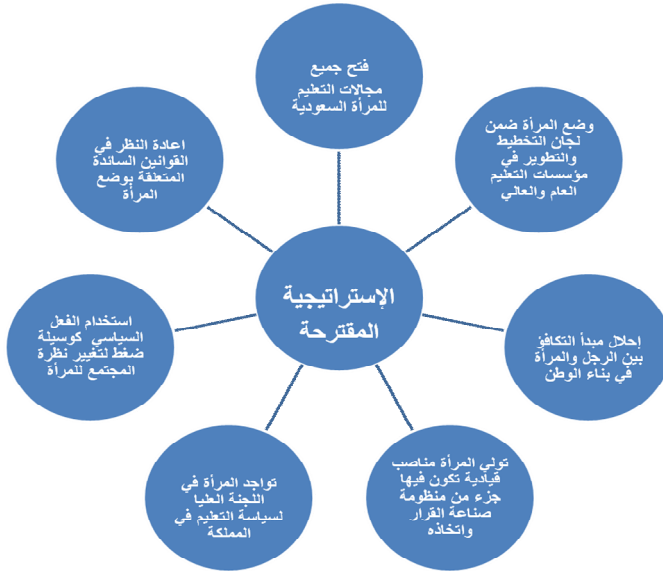 فتح جميع
مجالات التعليم
للمرأة السعودية
وضع المرأة ضمن
لجان التخطيط
والتطوير في
مؤسسات التعليم
العام والعالي
إحلال مبدأ التكافؤ
بين الرجل والمرأة
في بناء الوطن
تولي المرأة مناصب
قيادية تكون فيها
جزء من منظومة
صناعة القرار
واتخاذه
تواجد المرأة في
اللجنة العليا
لسياسة التعليم في
المملكة
استخدام الفعل
السياسي كوسيلة
ضغط لتغيير نظرة
المجتمع للمرأة
اعادة النظر في
القوانين السائدة
المتعلقة بوضع
المرأة
الإستراتيجية
المقترحة